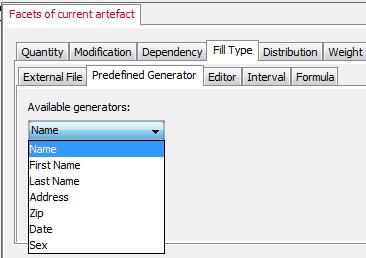 Facets of current artefact
Quantity Modification Dependency Fill Type Distribution Weight
External File Predefined Generator Editor Interval Formula
Available generators:
Name
Name
First Name
Last Name
Address
Zip
Date
Sex